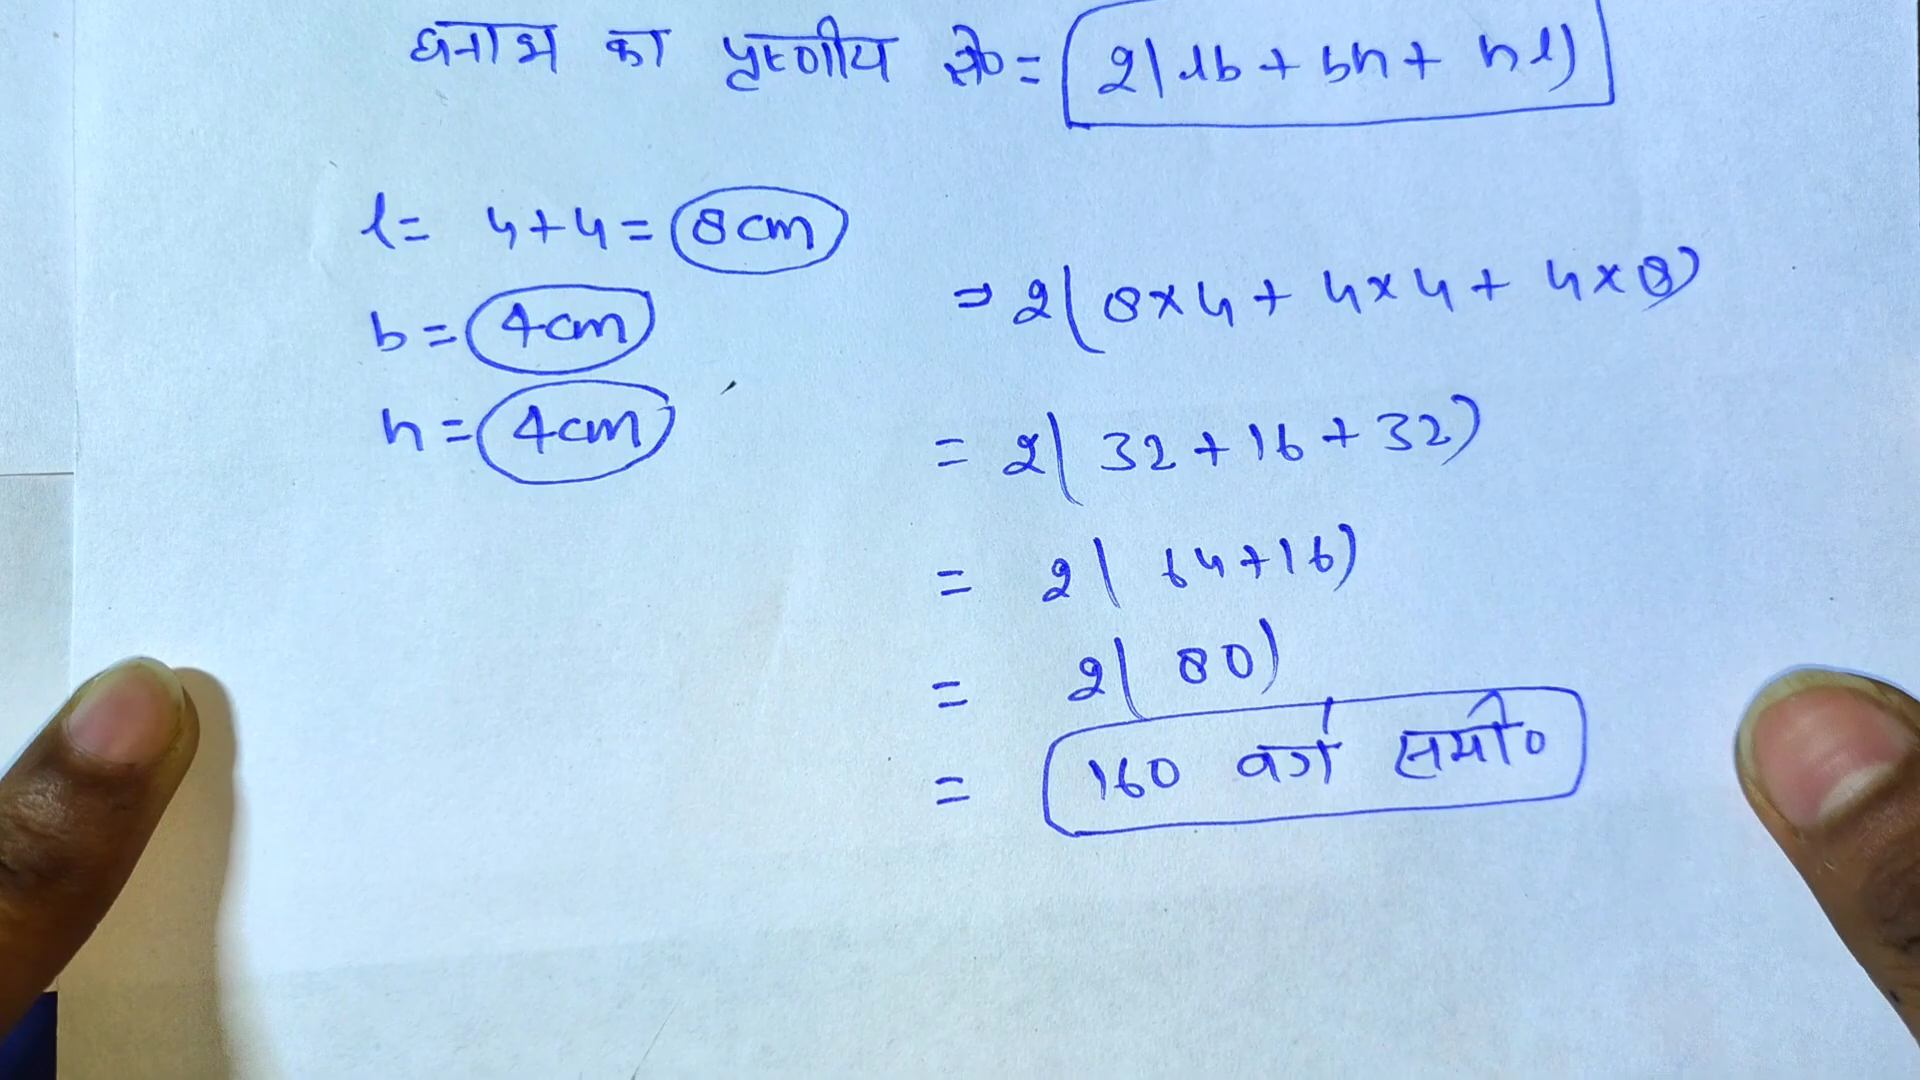 घनाभ का पृष्ठीय क्षे० = 2(lb + bh + hl)
l = 4+4 = 8cm
b = 4cm
h = 4cm
⇒ 2(8×4 + 4×4 + 4×8)
= 2(32+16+32)
= 2(64+16)
= 2(80)
= 160 वर्ग सेमी०